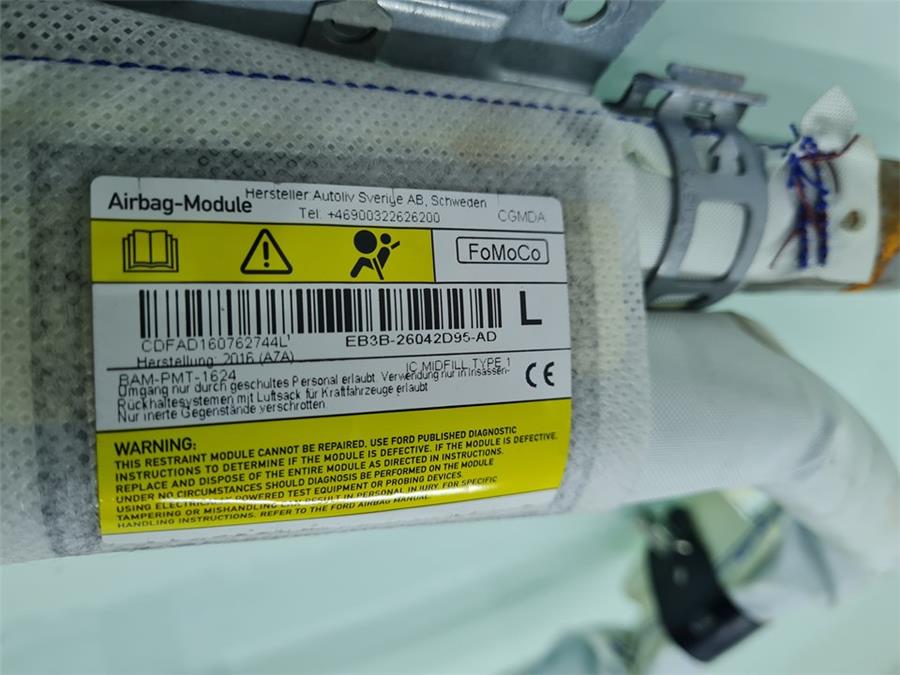 Airbag-Module
Hersteller: Autoliv Sverige AB, Schweden
Tel. +46900322626200
CGMDA
FoMoCo
L
CDFAD160762744L
EB3B-26042D95-AD
Herstellung: 2016 (A7A)
IC MIDFILL TYPE 1
BAM-PMT-1624
Umgang nur durch geschultes Personal erlaubt. Verwendung nur in Insassen-
Rückhaltesystemen mit Luftsack für Kraftfahrzeuge erlaubt
Nur inerte Gegenstände verschrotten
CE
WARNING:
THIS RESTRAINT MODULE CANNOT BE REPAIRED. USE FORD PUBLISHED DIAGNOSTIC
INSTRUCTIONS TO DETERMINE IF THE MODULE IS DEFECTIVE. IF THE MODULE IS DEFECTIVE,
REPLACE AND DISPOSE OF THE ENTIRE MODULE AS DIRECTED IN INSTRUCTIONS.
UNDER NO CIRCUMSTANCES SHOULD DIAGNOSIS BE PERFORMED ON THE MODULE
USING ELECTRICALLY POWERED TEST EQUIPMENT OR PROBING DEVICES.
TAMPERING OR MISHANDLING CAN RESULT IN PERSONAL INJURY. FOR SPECIFIC
HANDLING INSTRUCTIONS, REFER TO THE FORD AIRBAG MANUAL.